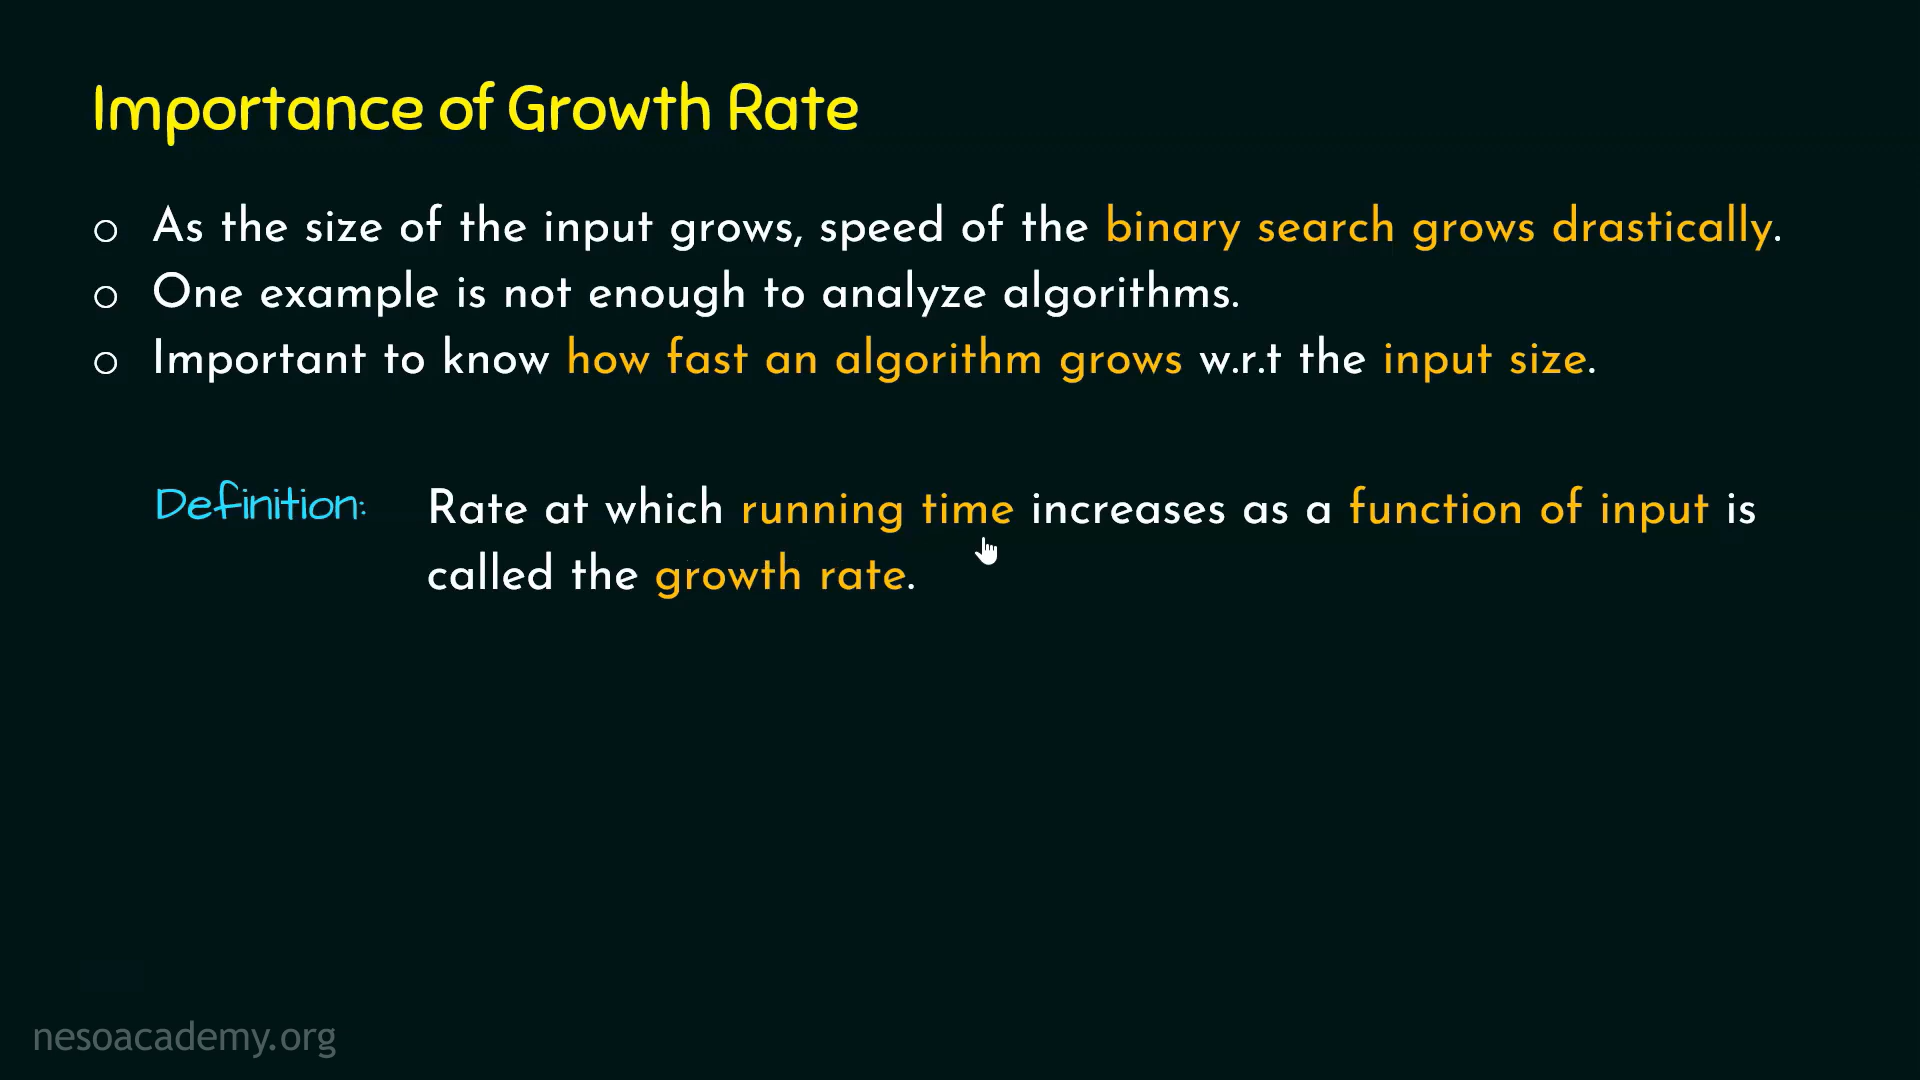 Importance of Growth Rate
○ As the size of the input grows, speed of the binary search grows drastically.
○ One example is not enough to analyze algorithms.
○ Important to know how fast an algorithm grows w.r.t the input size.
Definition: Rate at which running time increases as a function of input is
called the growth rate.
nesoacademy.org